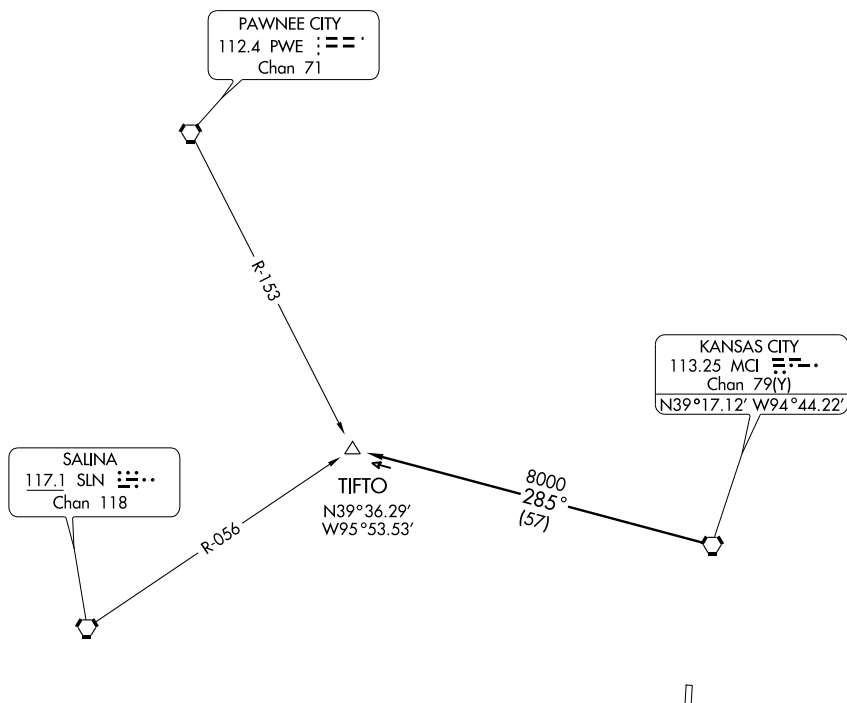 PAWNEE CITY
112.4 PWE
Chan 71
R-153
KANSAS CITY
113.25 MCI
Chan 79(Y)
N39°17.12' W94°44.22'
SALINA
117.1 SLN
Chan 118
R-056
TIFTO
N39°36.29'
W95°53.53'
8000
285°
(57)